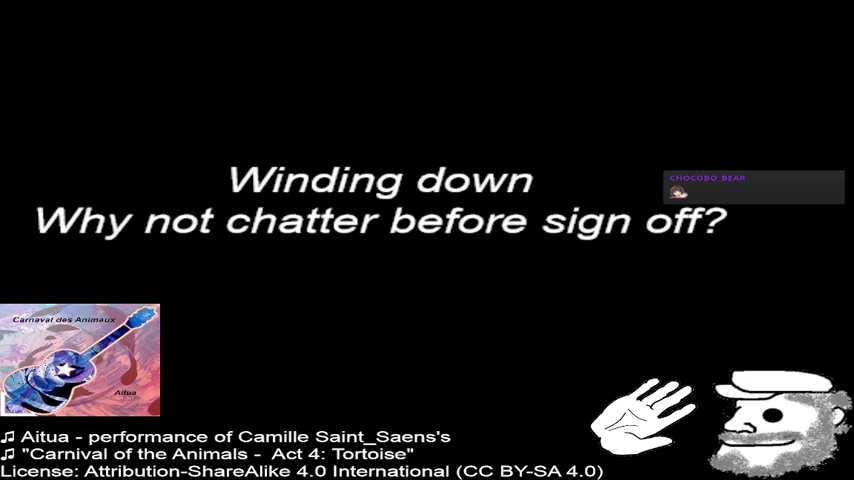 Winding down
Why not chatter before sign off?
CHOCOBO_BEAR
Carnaval des Animaux
Aitua
♫ Aitua - performance of Camille Saint_Saens's
♫ "Carnival of the Animals -  Act 4: Tortoise"
License: Attribution-ShareAlike 4.0 International (CC BY-SA 4.0)